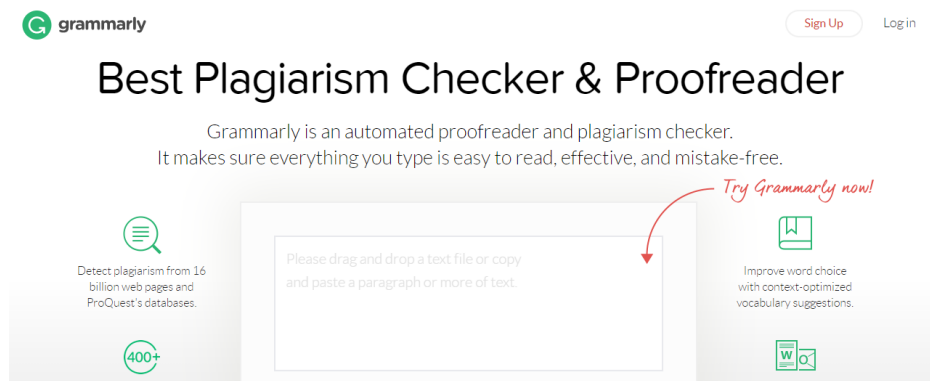 grammarly
Sign Up
Log in
Best Plagiarism Checker & Proofreader
Grammarly is an automated proofreader and plagiarism checker.
It makes sure everything you type is easy to read, effective, and mistake-free.
Try Grammarly now!
Please drag and drop a text file or copy
and paste a paragraph or more of text.
Detect plagiarism from 16
billion web pages and
ProQuest's databases.
400+
Improve word choice
with context-optimized
vocabulary suggestions.
W
O